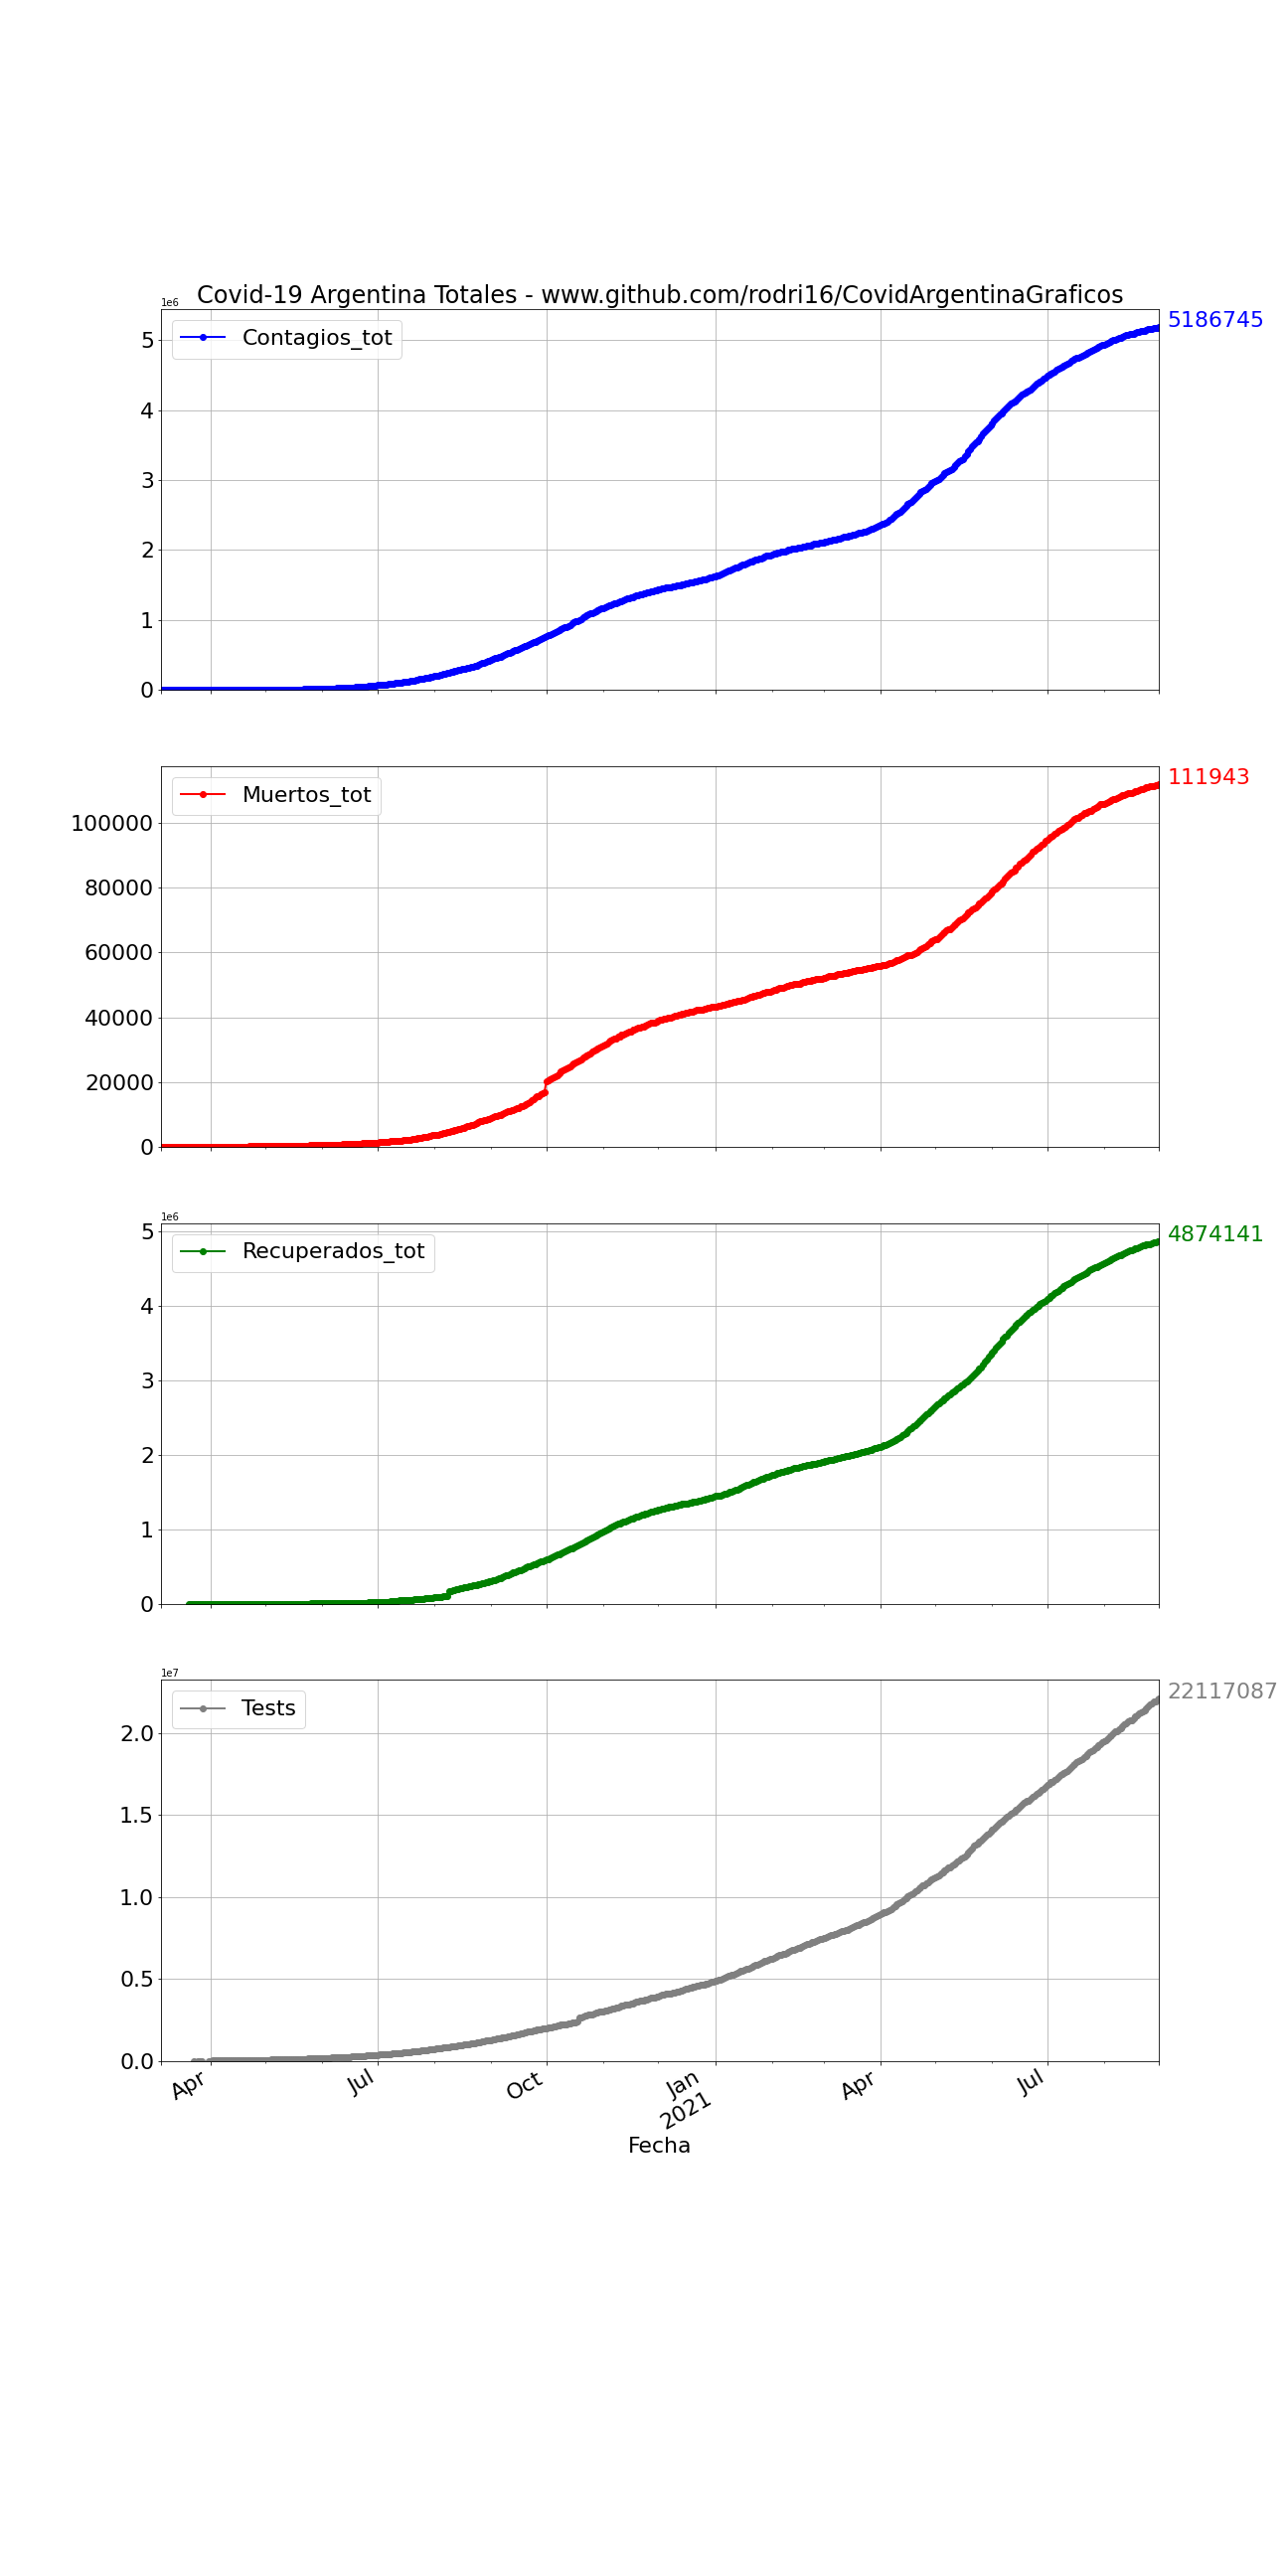 Covid-19 Argentina Totales - www.github.com/rodri16/CovidArgentinaGraficos
1e6
Contagios_tot
5186745
5
4
3
2
1
0
Muertos_tot
111943
100000
80000
60000
40000
20000
0
1e6
Recuperados_tot
4874141
5
4
3
2
1
0
1e7
Tests
22117087
2.0
1.5
1.0
0.5
0.0
Apr
Jul
Oct
Jan
2021
Apr
Jul
Fecha